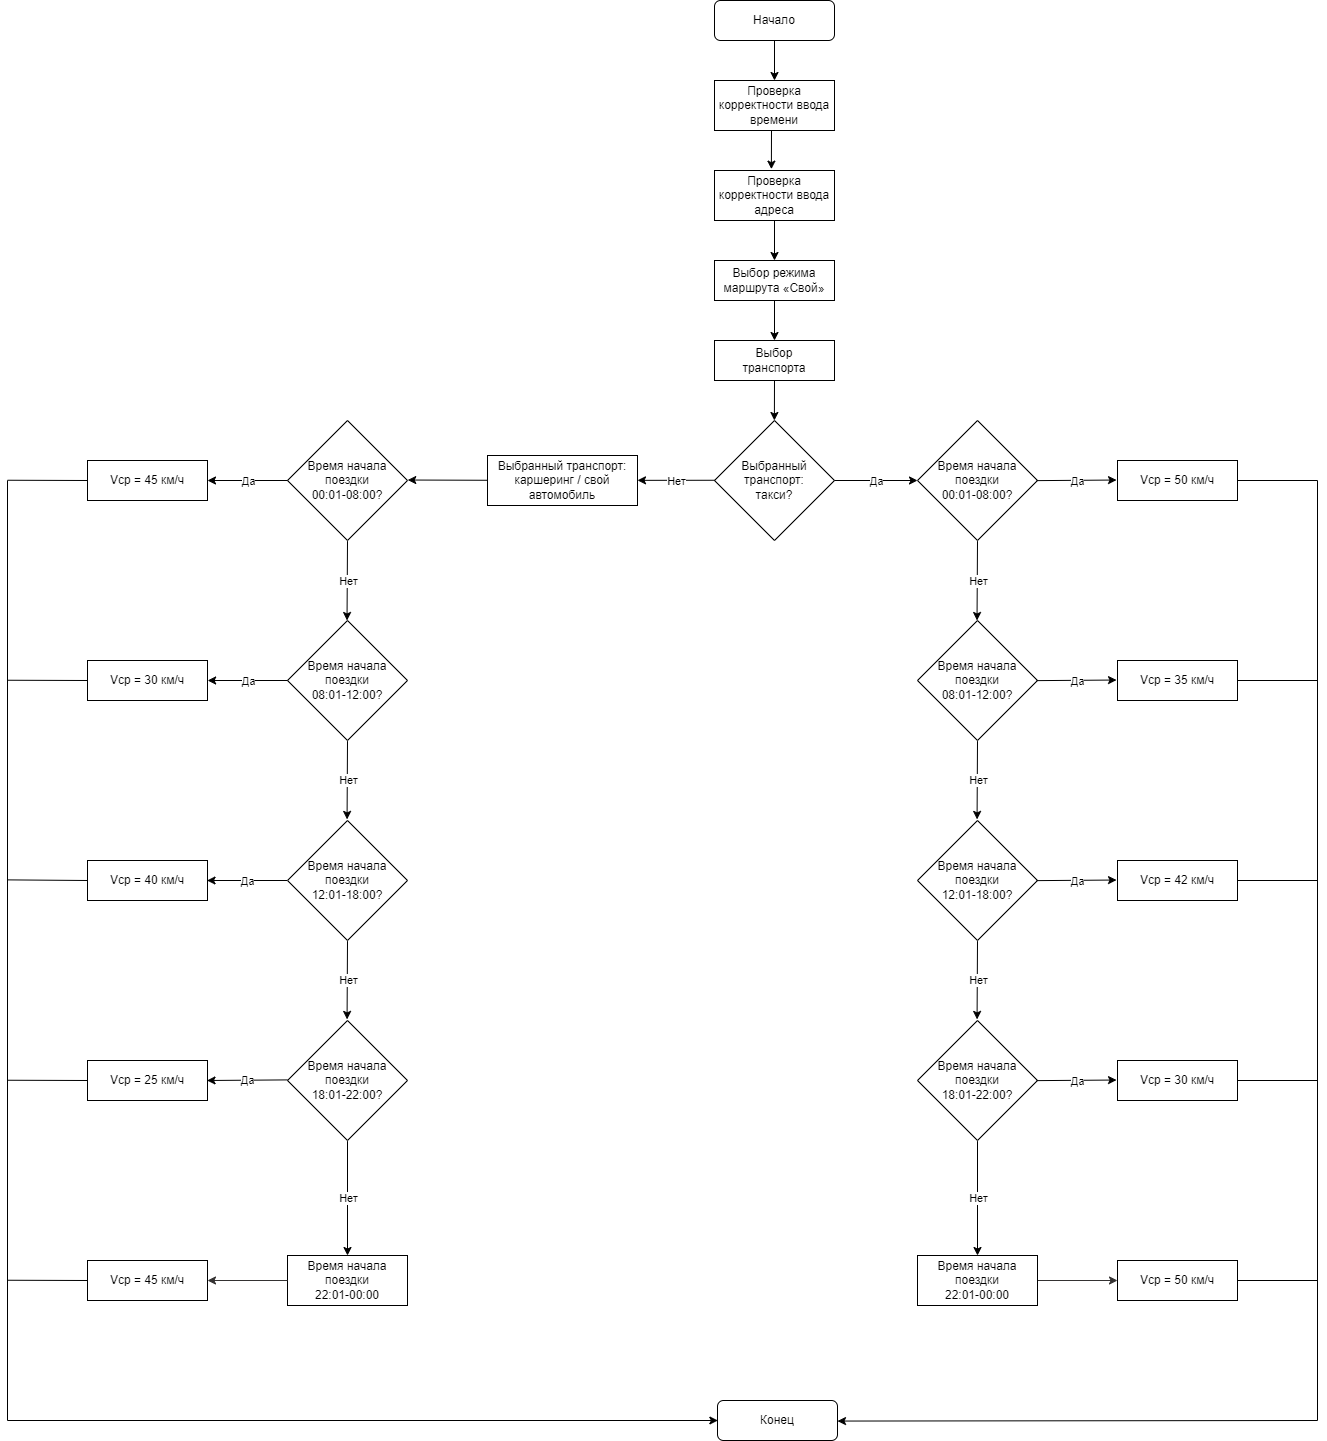 Начало
Проверка
корректности ввода
времени
Проверка
корректности ввода
адреса
Выбор режима
маршрута «Свой»
Выбор
транспорта
Выбранный
транспорт:
такси?
Нет
Выбранный транспорт:
каршеринг / свой
автомобиль
Время начала
поездки
00:01-08:00?
Да
Vср = 45 км/ч
Нет
Время начала
поездки
08:01-12:00?
Да
Vср = 30 км/ч
Нет
Время начала
поездки
12:01-18:00?
Да
Vср = 40 км/ч
Нет
Время начала
поездки
18:01-22:00?
Да
Vср = 25 км/ч
Нет
Время начала
поездки
22:01-00:00
Vср = 45 км/ч
Да
Время начала
поездки
00:01-08:00?
Да
Vср = 50 км/ч
Нет
Время начала
поездки
08:01-12:00?
Да
Vср = 35 км/ч
Нет
Время начала
поездки
12:01-18:00?
Да
Vср = 42 км/ч
Нет
Время начала
поездки
18:01-22:00?
Да
Vср = 30 км/ч
Нет
Время начала
поездки
22:01-00:00
Vср = 50 км/ч
Конец